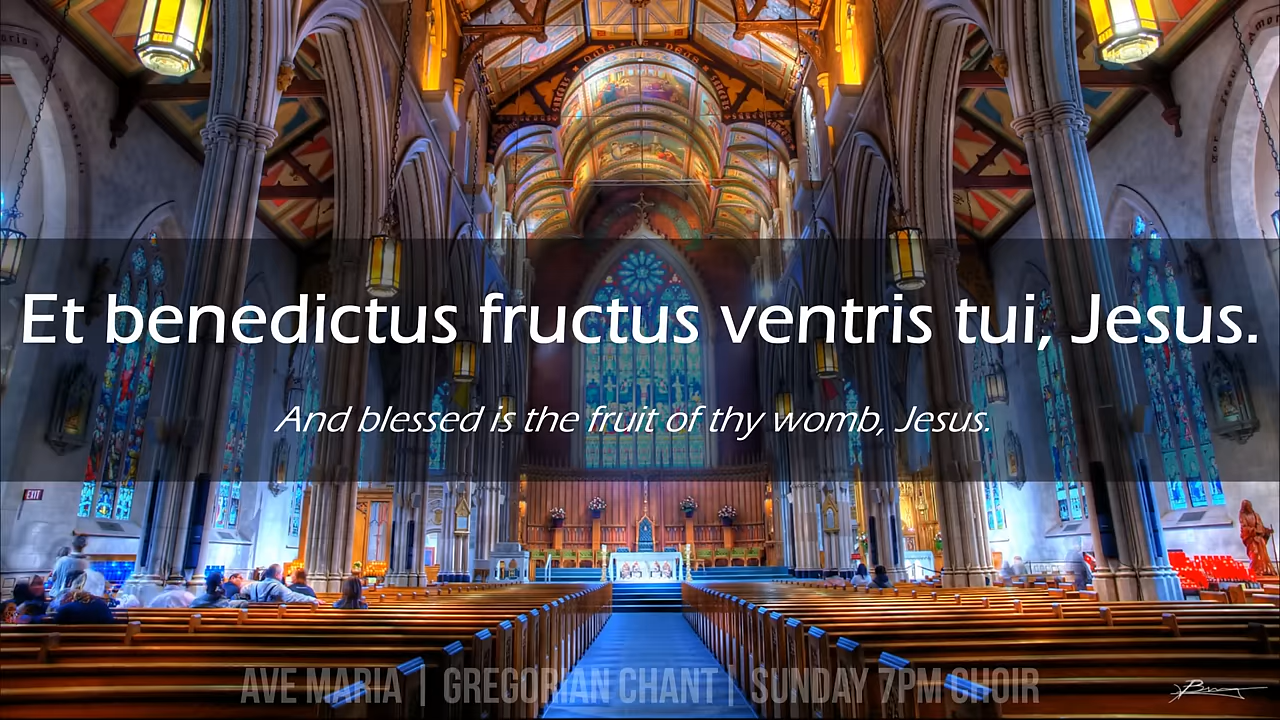 Et benedictus fructus ventris tui, Jesus.
And blessed is the fruit of thy womb, Jesus.
EXIT
AVE MARIA | GREGORIAN CHANT | SUNDAY 7PM CHOIR